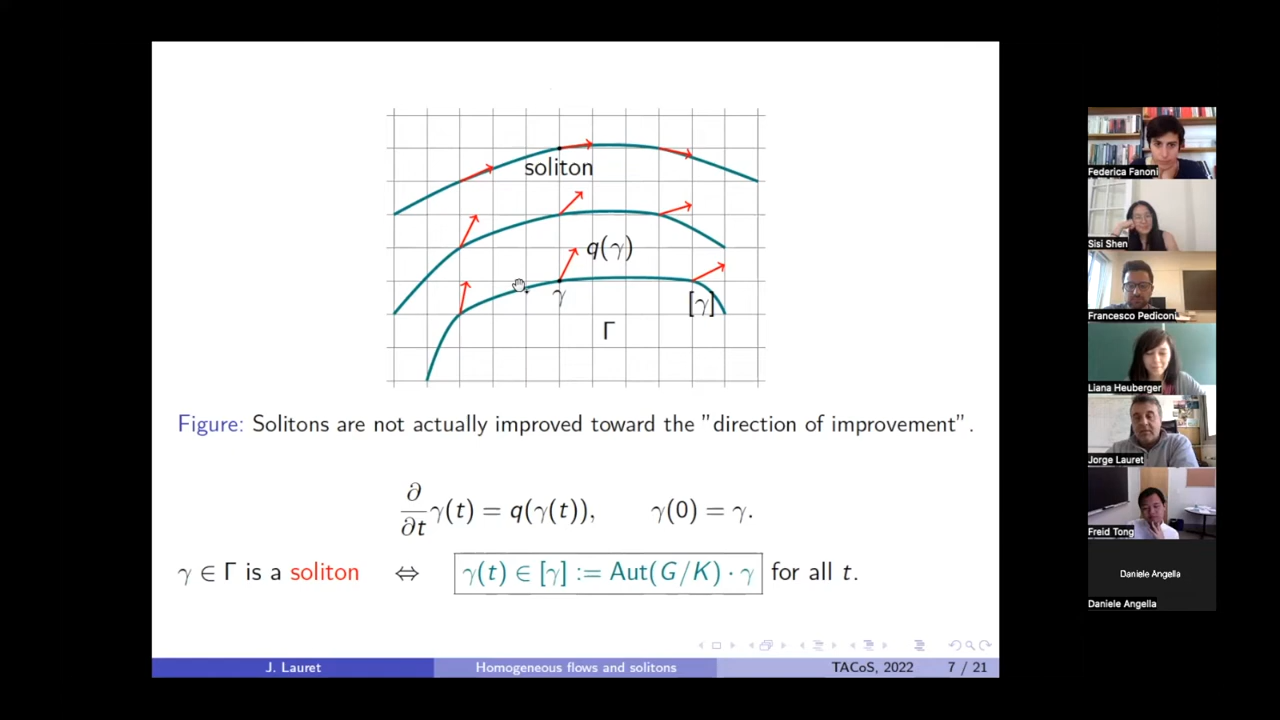 soliton
q(γ)
γ
[γ]
Γ
Figure: Solitons are not actually improved toward the "direction of improvement".
∂/∂t γ(t) = q(γ(t)), γ(0) = γ.
γ ∈ Γ is a soliton ⇔ γ(t) ∈ [γ] := Aut(G/K) · γ for all t.
J. Lauret Homogeneous flows and solitons TACoS, 2022 7 / 21
Federica Fanoni
Sisi Shen
Francesco Pediconi
Liana Heuberger
Jorge Lauret
Freid Tong
Daniele Angella
Daniele Angella